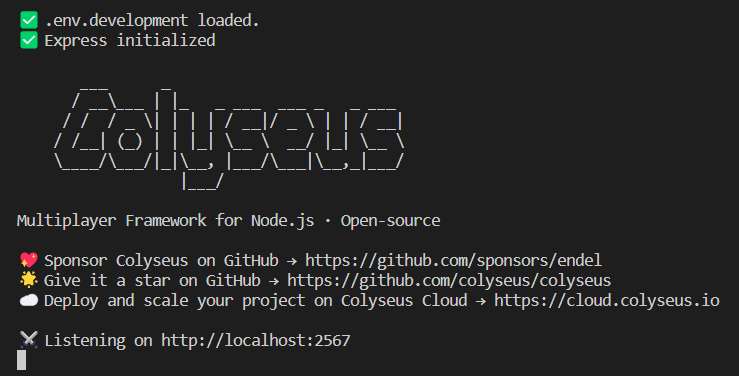 ✅ .env.development loaded.
✅ Express initialized
Colyseus
Multiplayer Framework for Node.js · Open-source
💖 Sponsor Colyseus on GitHub → https://github.com/sponsors/endel
🌟 Give it a star on GitHub → https://github.com/colyseus/colyseus
☁️ Deploy and scale your project on Colyseus Cloud → https://cloud.colyseus.io
⚔️ Listening on http://localhost:2567